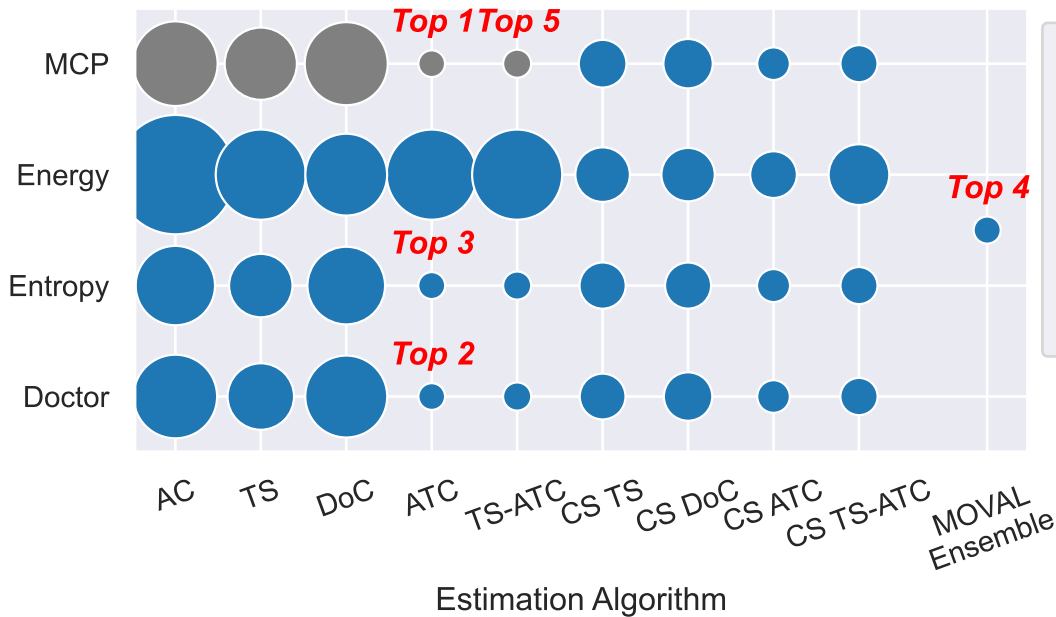 Top 1 Top 5
MCP
Energy
Top 4
Top 3
Entropy
Top 2
Doctor
AC TS DoC ATC TS-ATC CS TS CS DoC CS ATC CS TS-ATC MOVAL
Ensemble
Estimation Algorithm